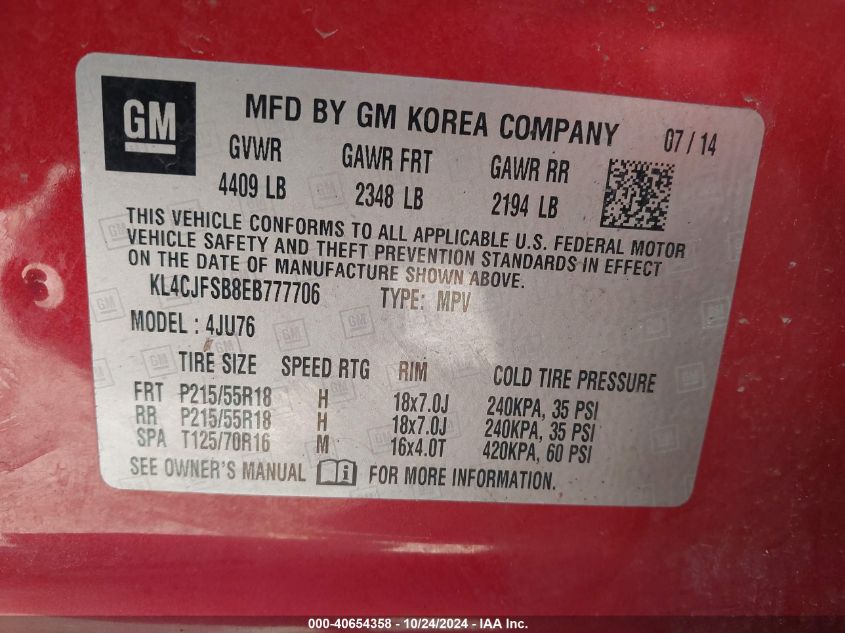 GM MFD BY GM KOREA COMPANY 07/14
GVWR GAWR FRT GAWR RR
4409 LB 2348 LB 2194 LB
THIS VEHICLE CONFORMS TO ALL APPLICABLE U.S. FEDERAL MOTOR
VEHICLE SAFETY AND THEFT PREVENTION STANDARDS IN EFFECT
ON THE DATE OF MANUFACTURE SHOWN ABOVE.
KL4CJFSB8EB777706 TYPE: MPV
MODEL : 4JU76
TIRE SIZE SPEED RTG RIM COLD TIRE PRESSURE
FRT P215/55R18 H 18x7.0J 240KPA, 35 PSI
RR P215/55R18 H 18x7.0J 240KPA, 35 PSI
SPA T125/70R16 M 16x4.0T 420KPA, 60 PSI
SEE OWNER'S MANUAL i FOR MORE INFORMATION.
000-40654358 - 10/24/2024 - IAA Inc.